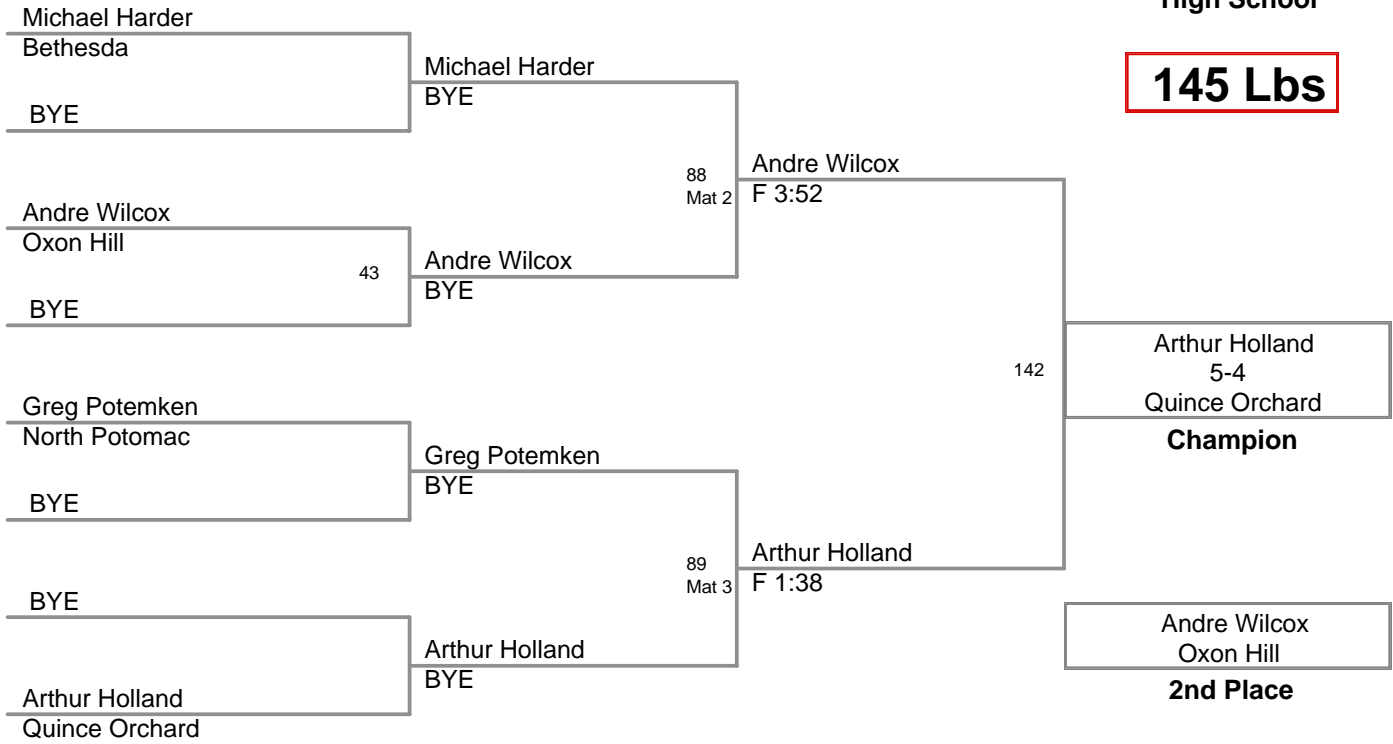 High School
145 Lbs
Michael Harder
Bethesda
BYE
Andre Wilcox
Oxon Hill
43
BYE
Greg Potemken
North Potomac
BYE
BYE
Arthur Holland
Quince Orchard
Michael Harder
BYE
88
Mat 2
Andre Wilcox
BYE
Greg Potemken
BYE
89
Mat 3
Arthur Holland
BYE
Andre Wilcox
F 3:52
142
Arthur Holland
F 1:38
Arthur Holland
5-4
Quince Orchard
Champion
Andre Wilcox
Oxon Hill
2nd Place